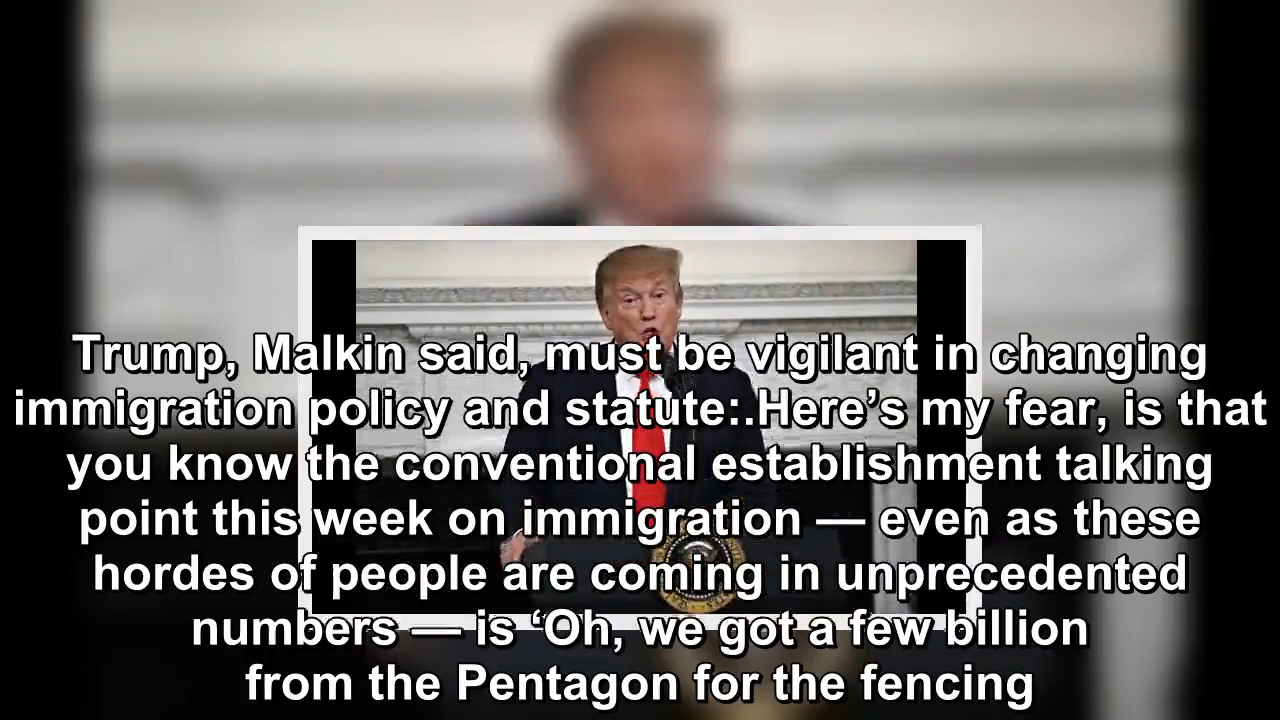 Trump, Malkin said, must be vigilant in changing
immigration policy and statute:.Here’s my fear, is that
you know the conventional establishment talking
point this week on immigration — even as these
hordes of people are coming in unprecedented
numbers — is ‘Oh, we got a few billion
from the Pentagon for the fencing